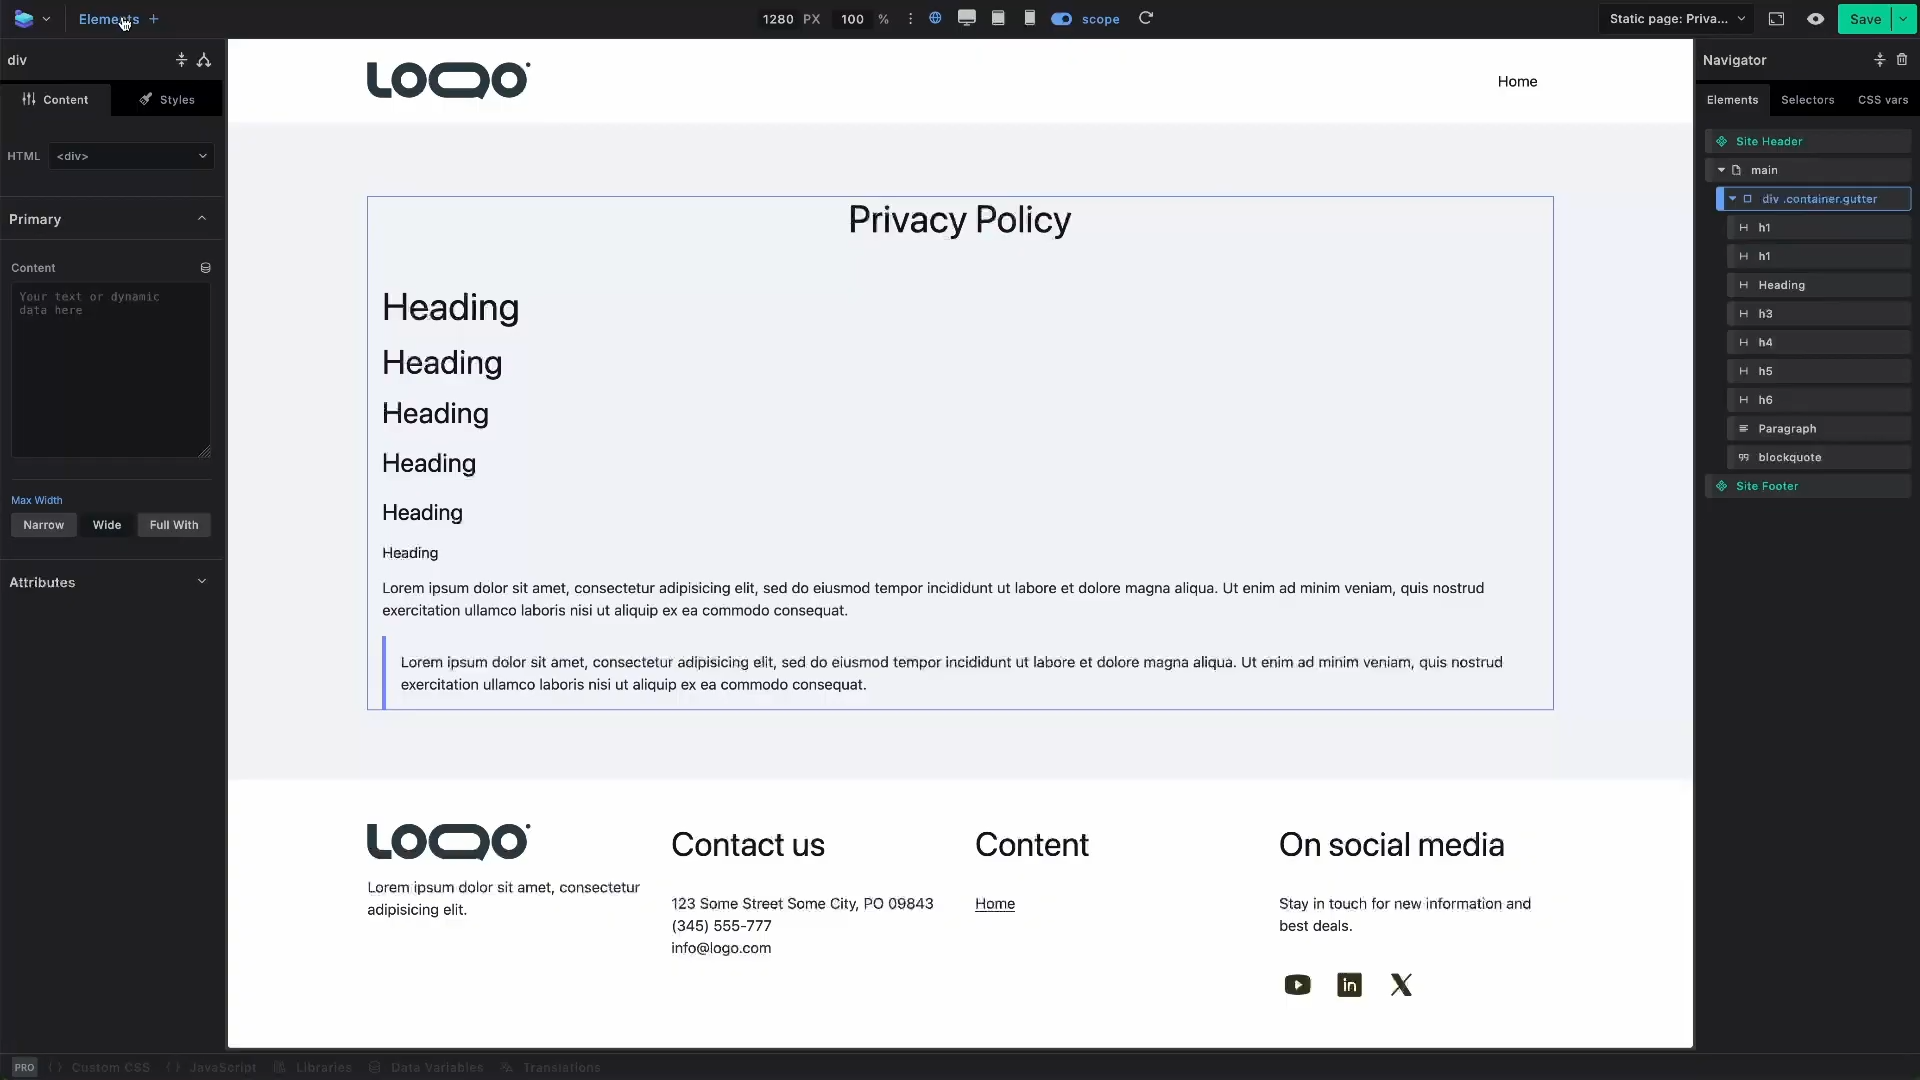 Elements +
1280 PX 100 %
scope
Static page: Priva...
Save
div
Content
Styles
HTML <div>
Primary
Content
Your text or dynamic
data here
Max Width
Narrow Wide Full With
Attributes
LOGO
Home
Privacy Policy
Heading
Heading
Heading
Heading
Heading
Heading
Lorem ipsum dolor sit amet, consectetur adipisicing elit, sed do eiusmod tempor incididunt ut labore et dolore magna aliqua. Ut enim ad minim veniam, quis nostrud
exercitation ullamco laboris nisi ut aliquip ex ea commodo consequat.
Lorem ipsum dolor sit amet, consectetur adipisicing elit, sed do eiusmod tempor incididunt ut labore et dolore magna aliqua. Ut enim ad minim veniam, quis nostrud
exercitation ullamco laboris nisi ut aliquip ex ea commodo consequat.
LOGO
Lorem ipsum dolor sit amet, consectetur
adipisicing elit.
Contact us
123 Some Street Some City, PO 09843
(345) 555-777
info@logo.com
Content
Home
On social media
Stay in touch for new information and
best deals.
in
X
Navigator
Elements Selectors CSS vars
Site Header
main
div .container.gutter
H h1
H h1
H Heading
H h3
H h4
H h5
H h6
Paragraph
blockquote
Site Footer
PRO
Custom CSS
JavaScript
Libraries
Data Variables
Translations